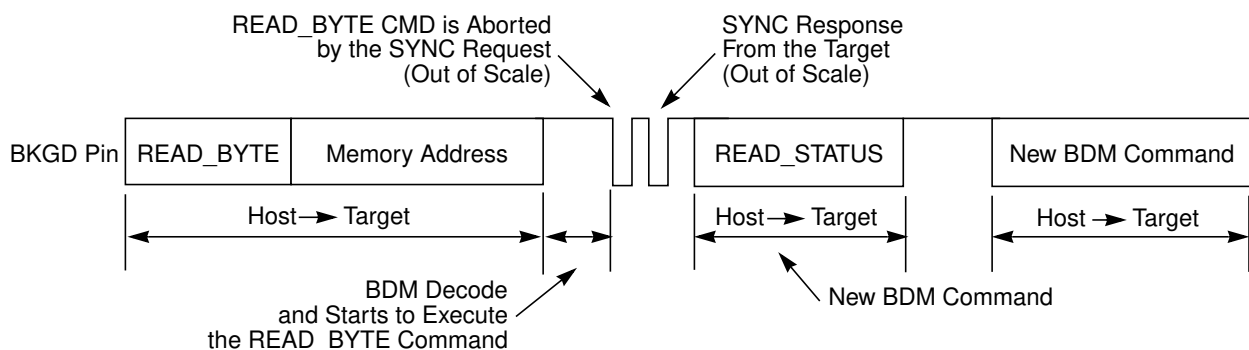 READ_BYTE CMD is Aborted
by the SYNC Request
(Out of Scale)
SYNC Response
From the Target
(Out of Scale)
BKGD Pin
READ_BYTE
Memory Address
READ_STATUS
New BDM Command
Host → Target
Host → Target
Host → Target
BDM Decode
and Starts to Execute
the READ_BYTE Command
New BDM Command